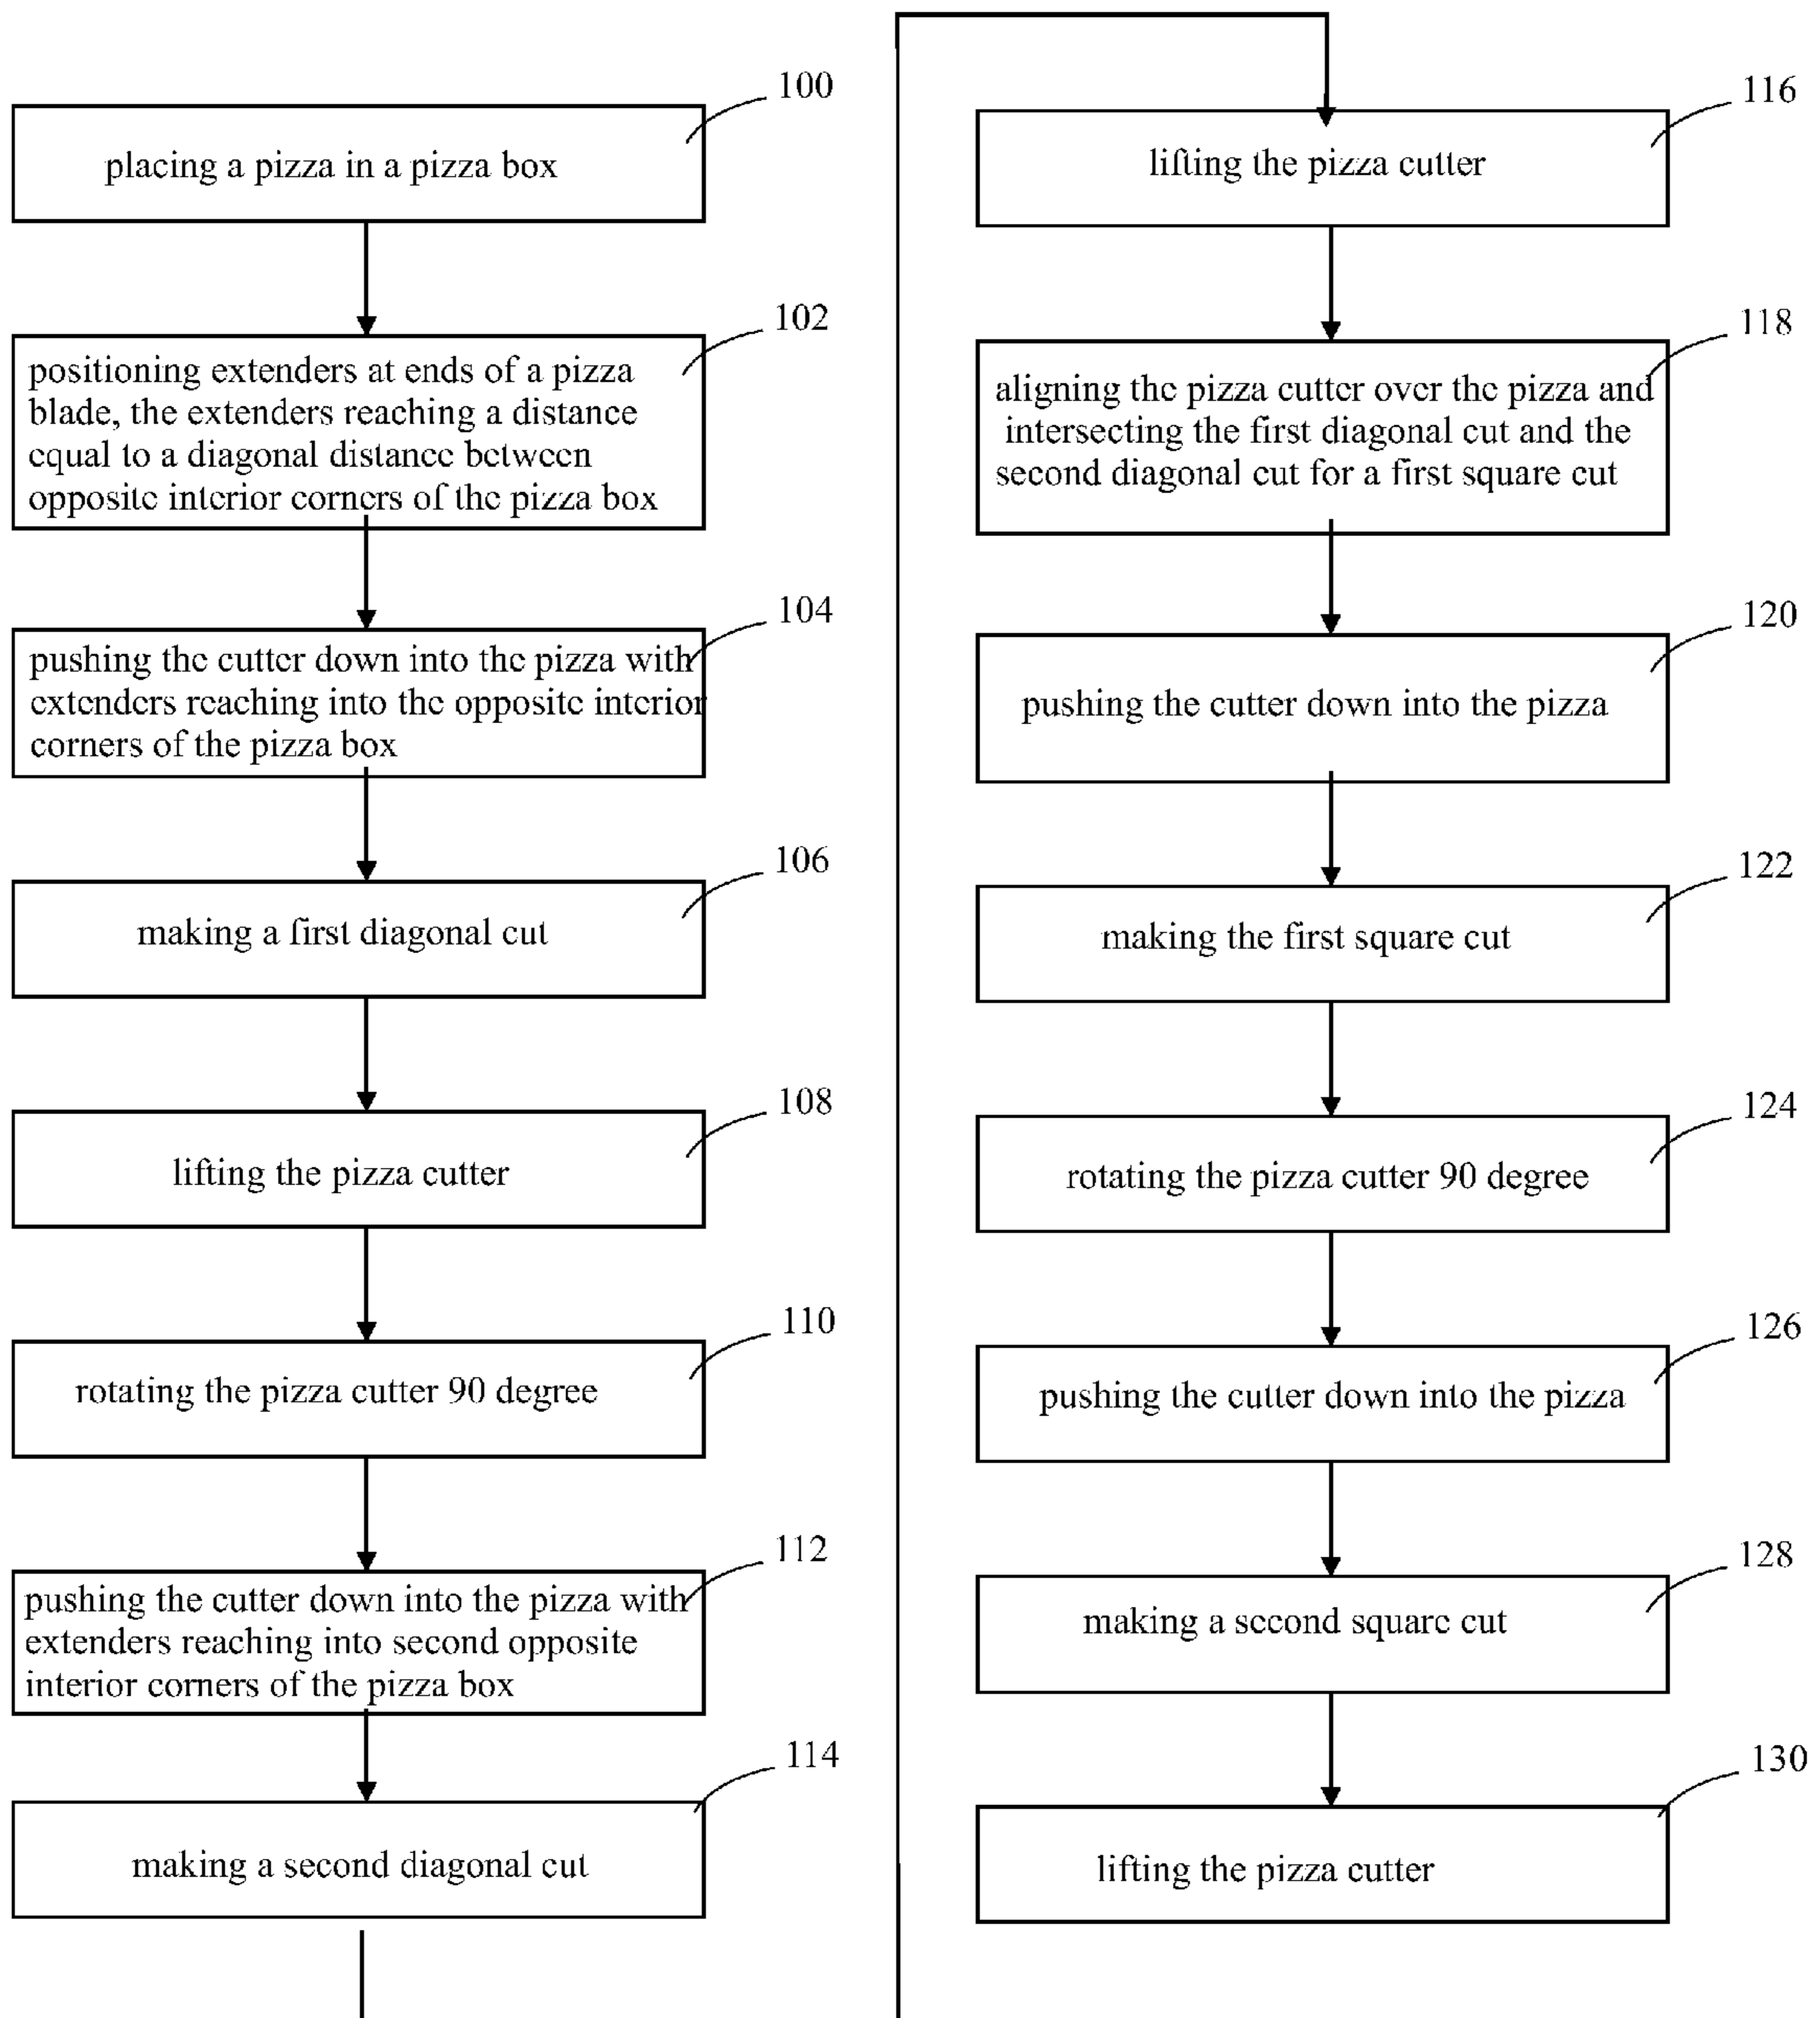 100
placing a pizza in a pizza box
102
positioning extenders at ends of a pizza
blade, the extenders reaching a distance
equal to a diagonal distance between
opposite interior corners of the pizza box
104
pushing the cutter down into the pizza with
extenders reaching into the opposite interior
corners of the pizza box
106
making a first diagonal cut
108
lifting the pizza cutter
110
rotating the pizza cutter 90 degree
112
pushing the cutter down into the pizza with
extenders reaching into second opposite
interior corners of the pizza box
114
making a second diagonal cut
116
lifting the pizza cutter
118
aligning the pizza cutter over the pizza and
intersecting the first diagonal cut and the
second diagonal cut for a first square cut
120
pushing the cutter down into the pizza
122
making the first square cut
124
rotating the pizza cutter 90 degree
126
pushing the cutter down into the pizza
128
making a second square cut
130
lifting the pizza cutter